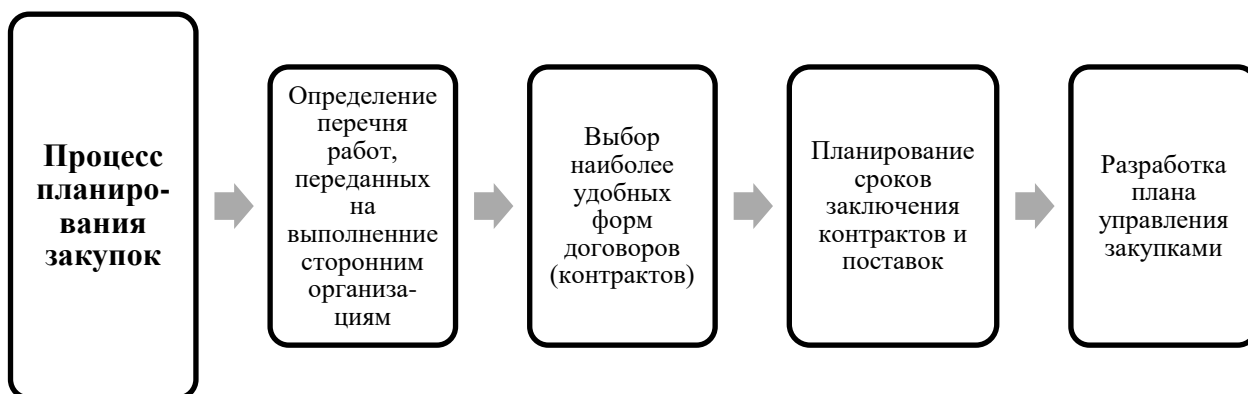 Процесс
планиро-
вания
закупок
Определение
перечня
работ,
переданных
на
выполненние
сторонним
организа-
циям
Выбор
наиболее
удобных
форм
договоров
(контрактов)
Планирование
сроков
заключения
контрактов и
поставок
Разработка
плана
управления
закупками